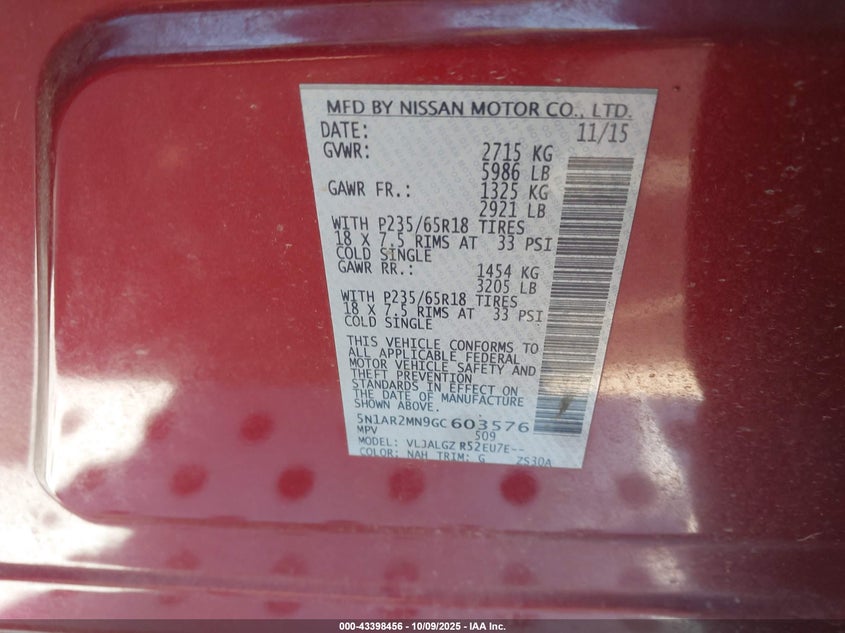 MFD BY NISSAN MOTOR CO., LTD.
DATE: 11/15
GVWR: 2715 KG
5986 LB
GAWR FR.: 1325 KG
2921 LB
WITH P235/65R18 TIRES
18 X 7.5 RIMS AT 33 PSI
COLD SINGLE
GAWR RR.: 1454 KG
3205 LB
WITH P235/65R18 TIRES
18 X 7.5 RIMS AT 33 PSI
COLD SINGLE
THIS VEHICLE CONFORMS TO
ALL APPLICABLE FEDERAL
MOTOR VEHICLE SAFETY AND
THEFT PREVENTION
STANDARDS IN EFFECT ON
THE DATE OF MANUFACTURE
SHOWN ABOVE.
5N1AR2MN9GC603576
MPV 509
MODEL: VLJALGZ R52EU7E--
COLOR: NAH TRIM: G ZS30A
000-43398456 - 10/09/2025 - IAA Inc.